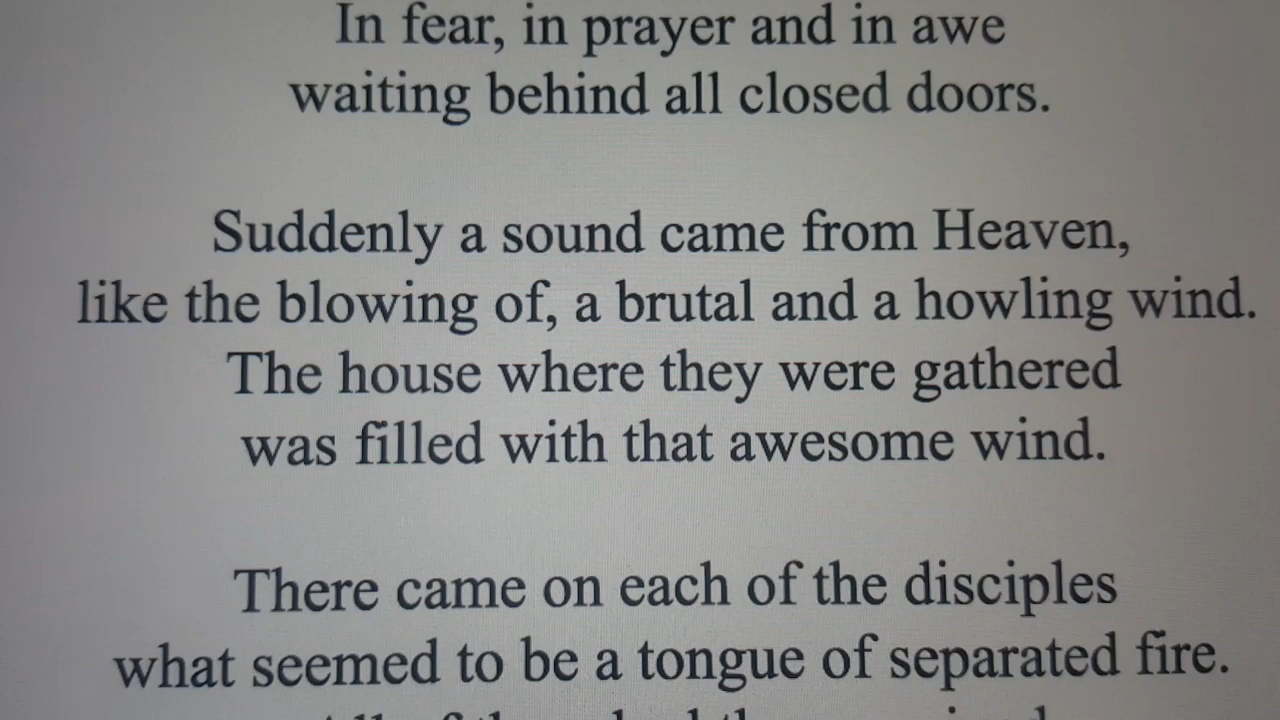 In fear, in prayer and in awe
waiting behind all closed doors.
Suddenly a sound came from Heaven,
like the blowing of, a brutal and a howling wind.
The house where they were gathered
was filled with that awesome wind.
There came on each of the disciples
what seemed to be a tongue of separated fire.